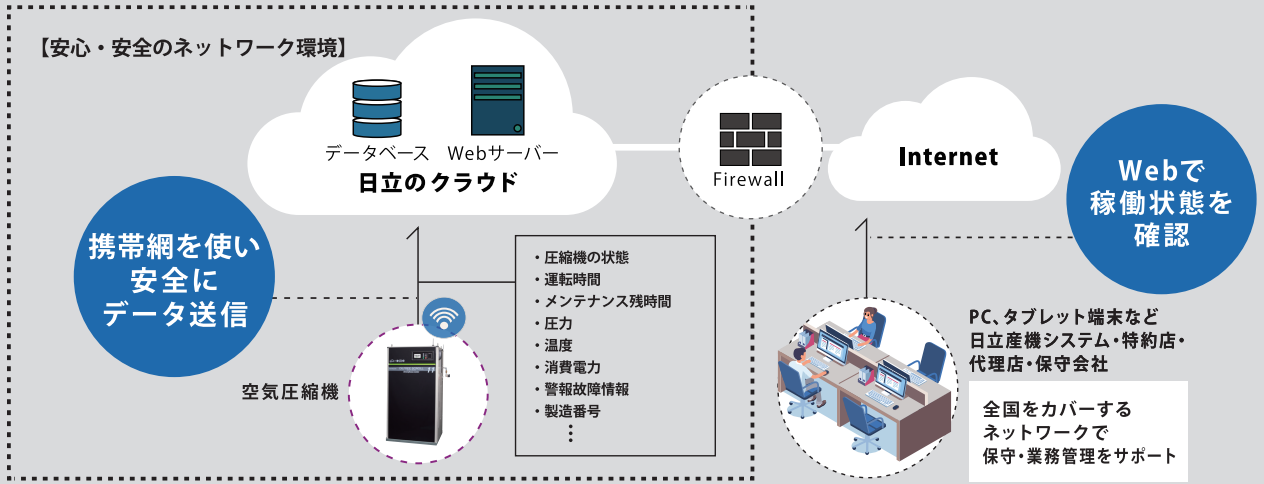 【安心・安全のネットワーク環境】
データベース Webサーバー
日立のクラウド
Firewall
Internet
Webで
稼働状態を
確認
携帯網を使い
安全に
データ送信
空気圧縮機
・圧縮機の状態
・運転時間
・メンテナンス残時間
・圧力
・温度
・消費電力
・警報故障情報
・製造番号
⋮
PC、タブレット端末など
日立産機システム・特約店・
代理店・保守会社
全国をカバーする
ネットワークで
保守・業務管理をサポート